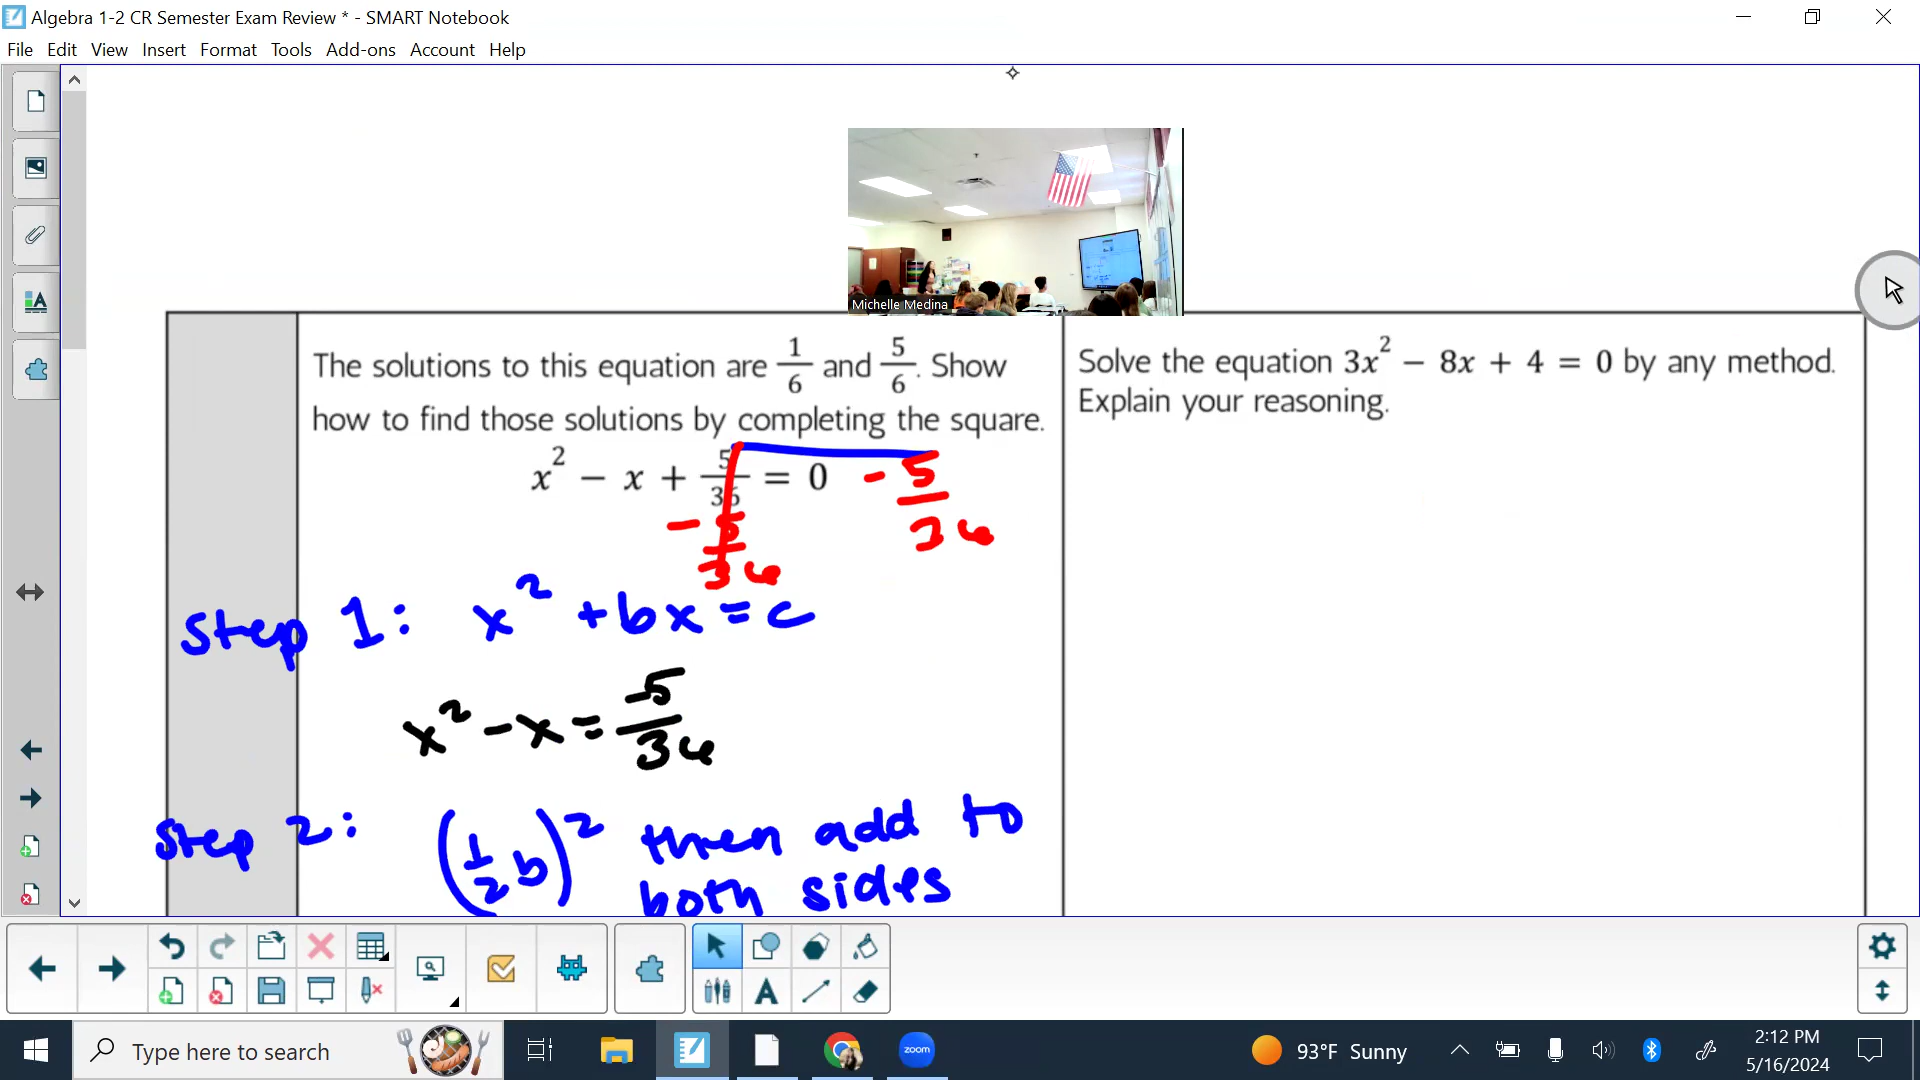 Algebra 1-2 CR Semester Exam Review * - SMART Notebook
File Edit View Insert Format Tools Add-ons Account Help
Michelle Medina
The solutions to this equation are 1/6 and 5/6. Show
how to find those solutions by completing the square.
x² − x + 5/36 = 0 - 5/36
- 5/36
Step 1: x² + bx = c
x² - x = -5/36
Step 2: (1/2 b)² then add to
both sides
Solve the equation 3x² − 8x + 4 = 0 by any method.
Explain your reasoning.
Type here to search
zoom
93°F Sunny
2:12 PM
5/16/2024